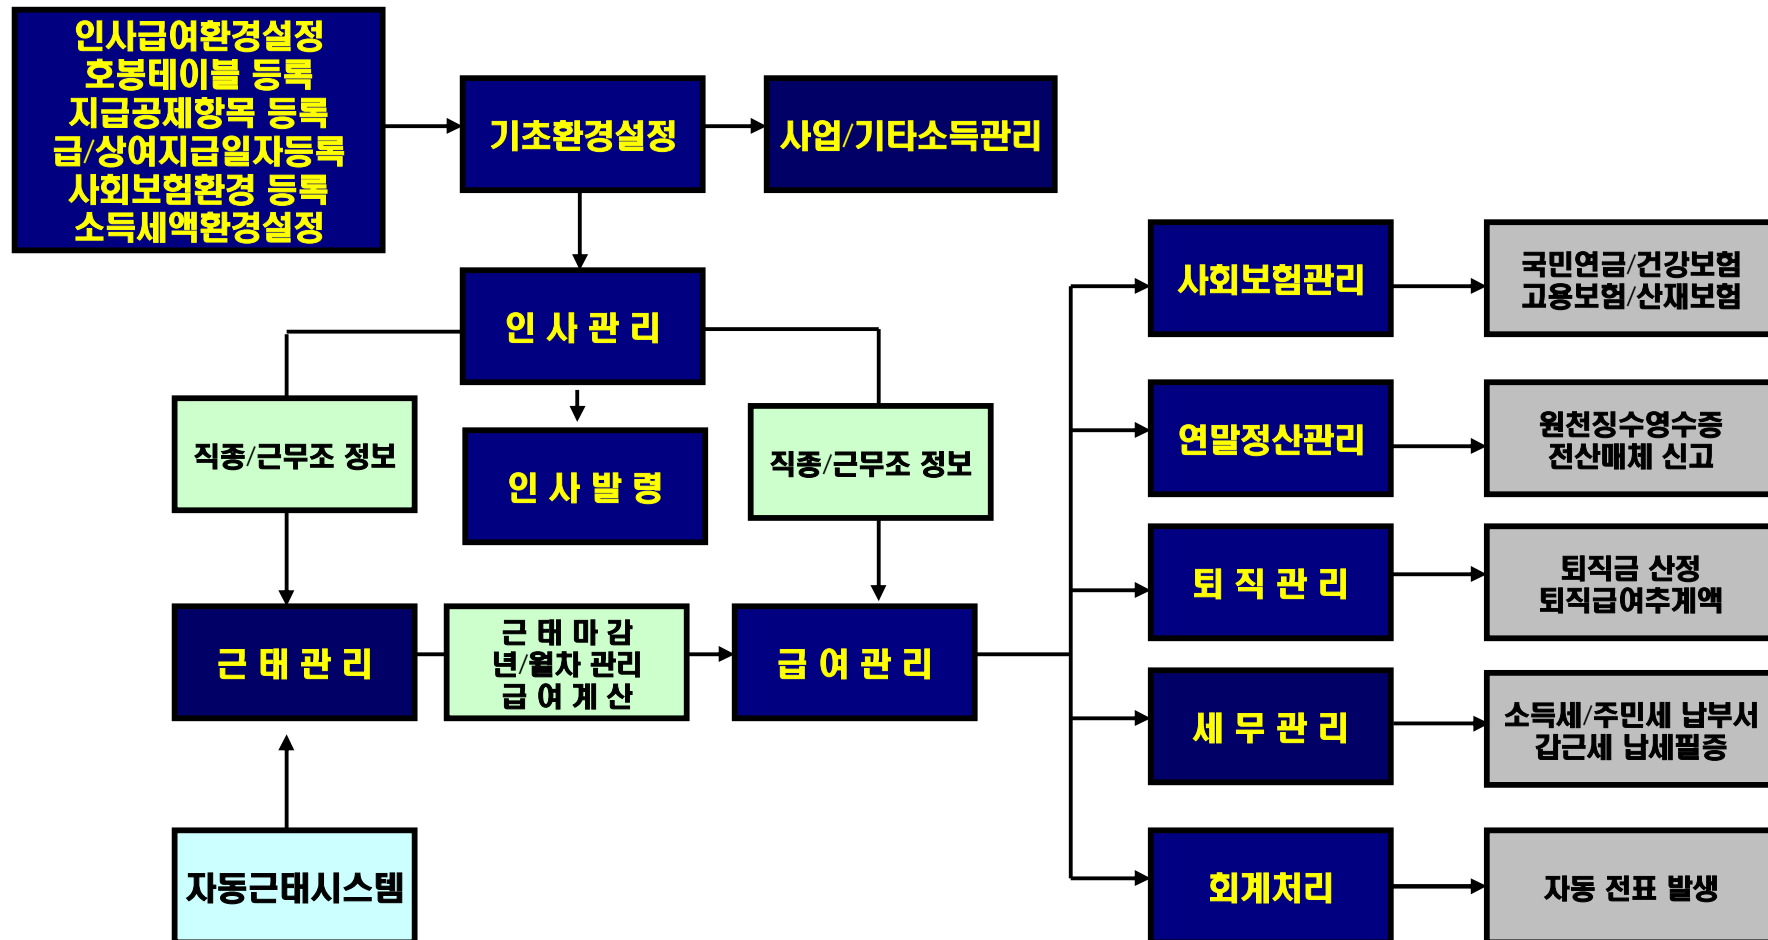 인사급여환경설정
호봉테이블 등록
지급공제항목 등록
급/상여지급일자등록
사회보험환경 등록
소득세액환경설정
기초환경설정
사업/기타소득관리
인 사 관 리
직종/근무조 정보
인 사 발 령
직종/근무조 정보
근 태 관 리
근 태 마 감
년/월차 관리
급 여 계 산
급 여 관 리
자동근태시스템
사회보험관리
국민연금/건강보험
고용보험/산재보험
연말정산관리
원천징수영수증
전산매체 신고
퇴 직 관 리
퇴직금 산정
퇴직급여추계액
세 무 관 리
소득세/주민세 납부서
갑근세 납세필증
회계처리
자동 전표 발생